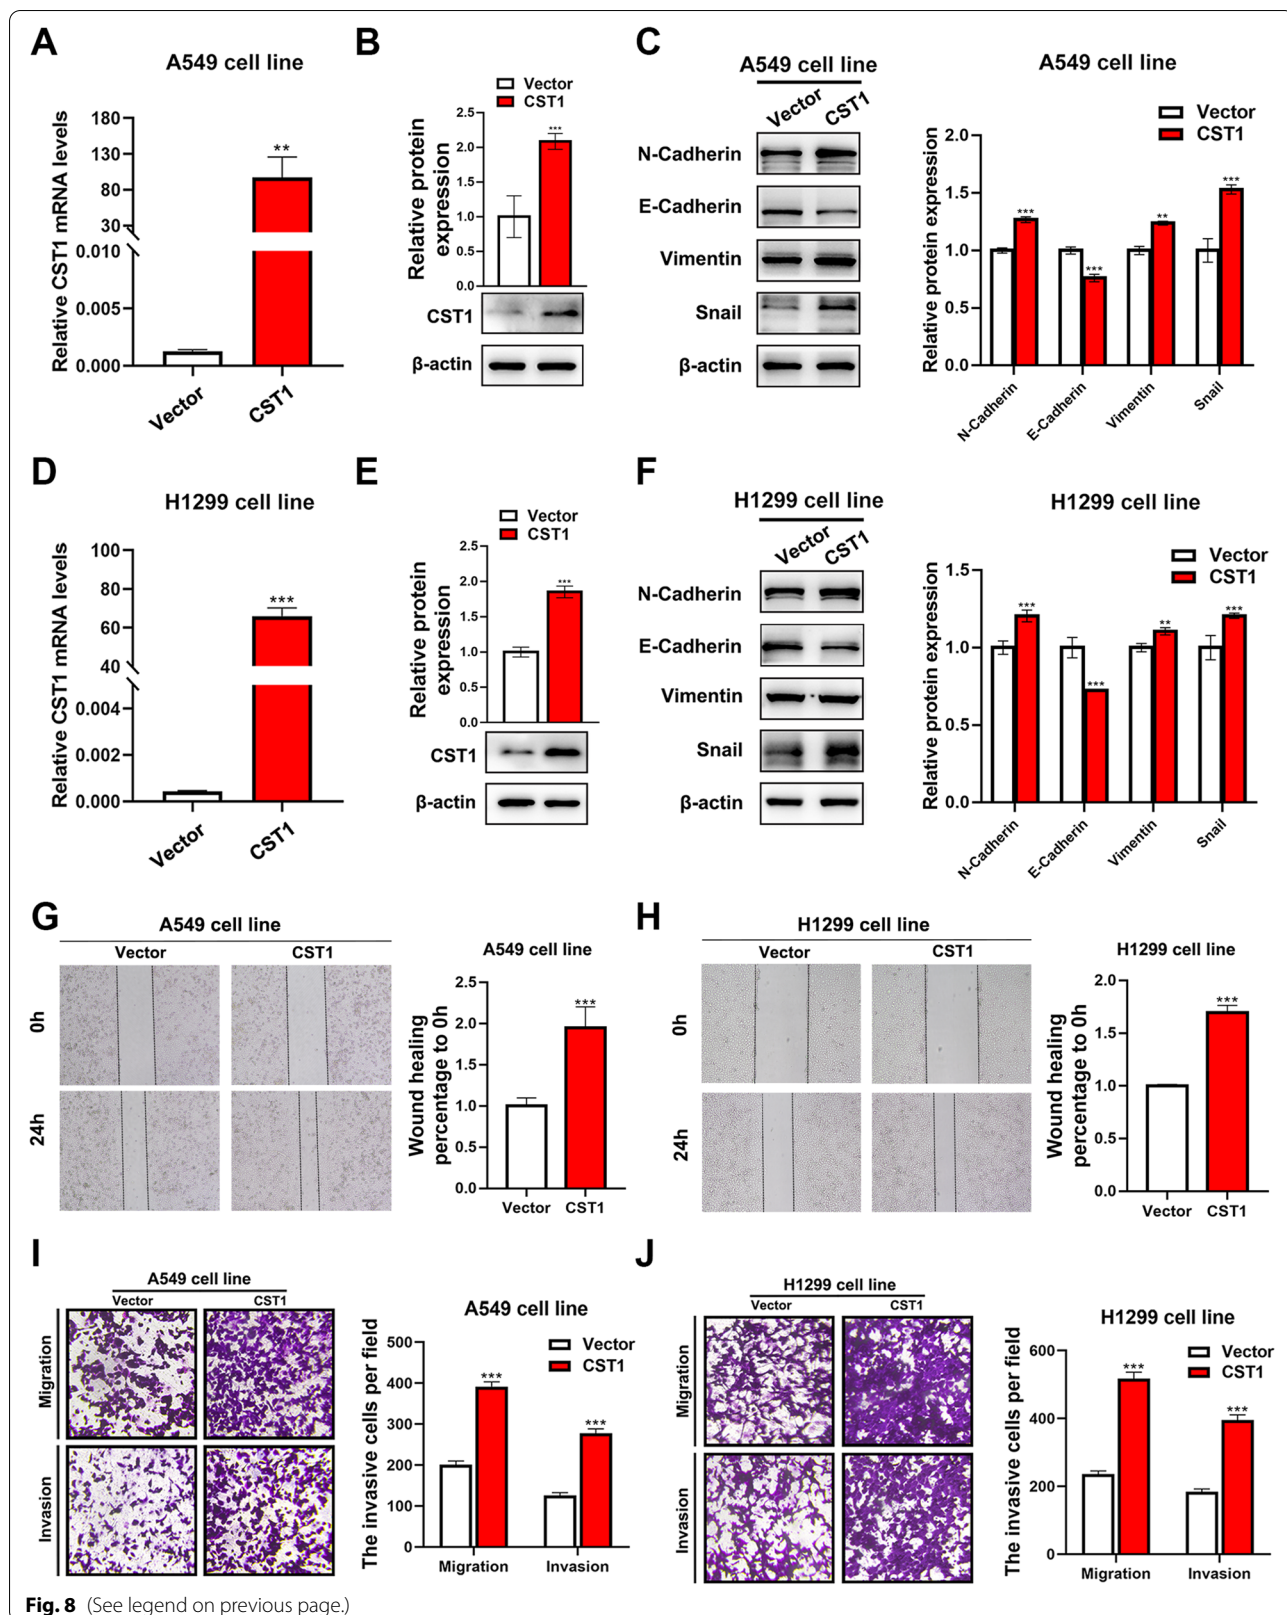 A
A549 cell line
Relative CST1 mRNA levels
180
130
80
30
0.010
0.005
0.000
**
Vector
CST1
B
Vector
CST1
Relative protein
expression
2.5
2.0
1.5
1.0
0.5
0.0
***
CST1
β-actin
C
A549 cell line
Vector
CST1
N-Cadherin
E-Cadherin
Vimentin
Snail
β-actin
A549 cell line
Vector
CST1
Relative protein expression
2.0
1.5
1.0
0.5
0.0
***
***
**
***
N-Cadherin
E-Cadherin
Vimentin
Snail
D
H1299 cell line
Relative CST1 mRNA levels
100
80
60
40
0.004
0.002
0.000
***
Vector
CST1
E
Vector
CST1
Relative protein
expression
2.5
2.0
1.5
1.0
0.5
0.0
***
CST1
β-actin
F
H1299 cell line
Vector
CST1
N-Cadherin
E-Cadherin
Vimentin
Snail
β-actin
H1299 cell line
Vector
CST1
Relative protein expression
1.5
1.0
0.5
0.0
***
***
**
***
N-Cadherin
E-Cadherin
Vimentin
Snail
G
A549 cell line
Vector
CST1
0h
24h
A549 cell line
Wound healing
percentage to 0h
2.5
2.0
1.5
1.0
0.5
0.0
***
Vector
CST1
H
H1299 cell line
Vector
CST1
0h
24h
H1299 cell line
Wound healing
percentage to 0h
2.0
1.5
1.0
0.5
0.0
***
Vector
CST1
I
A549 cell line
Vector
CST1
Migration
Invasion
A549 cell line
Vector
CST1
The invasive cells per field
500
400
300
200
100
0
***
***
Migration
Invasion
J
H1299 cell line
Vector
CST1
Migration
Invasion
H1299 cell line
Vector
CST1
The invasive cells per field
600
400
200
0
***
***
Migration
Invasion
Fig. 8 (See legend on previous page.)